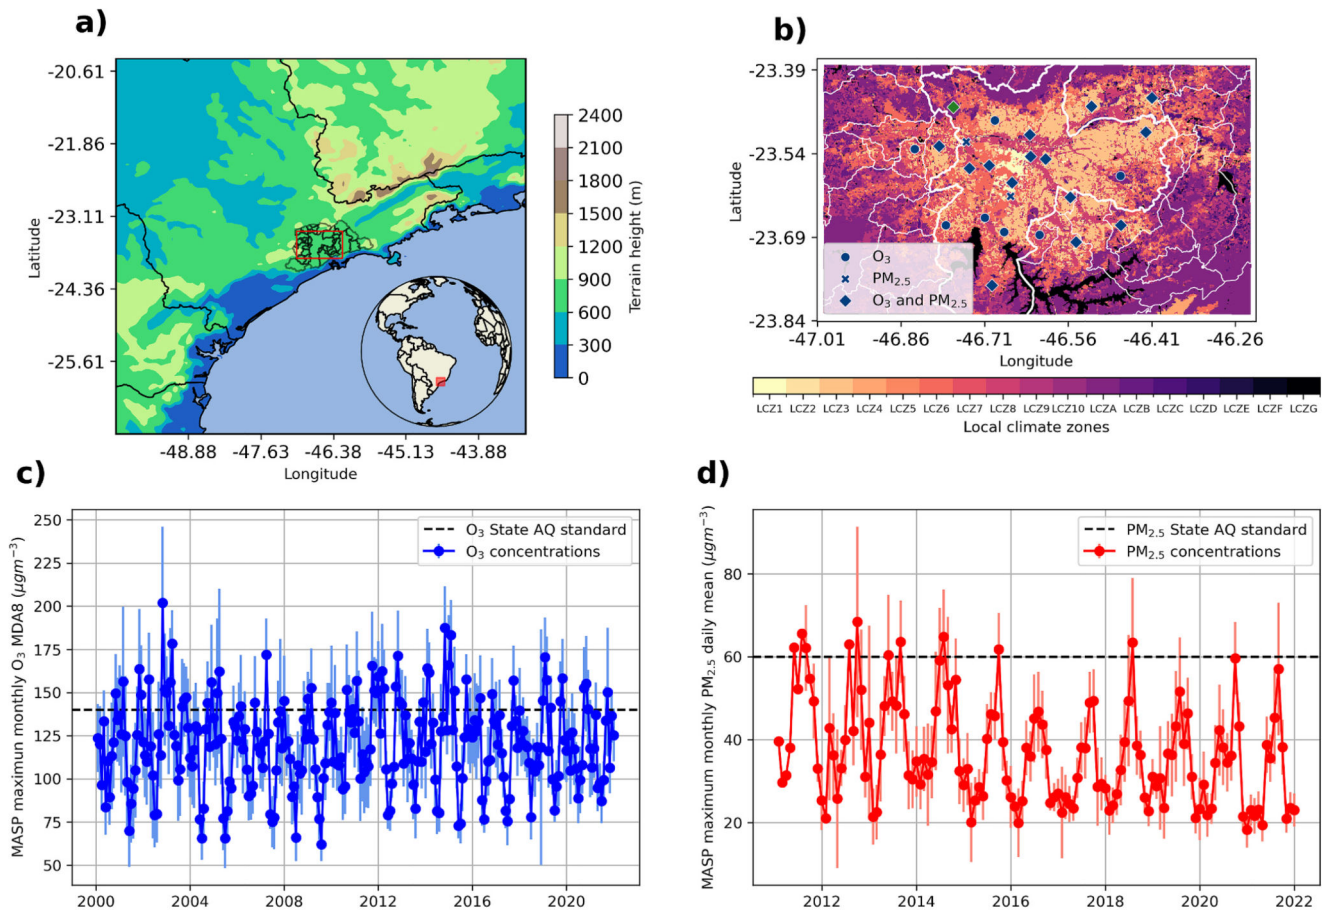 a)
-20.61
-21.86
-23.11
-24.36
-25.61
Latitude
-48.88 -47.63 -46.38 -45.13 -43.88
Longitude
2400
2100
1800
1500
1200
900
600
300
0
Terrain height (m)
b)
-23.39
-23.54
-23.69
-23.84
Latitude
O₃
PM₂.₅
O₃ and PM₂.₅
-47.01 -46.86 -46.71 -46.56 -46.41 -46.26
Longitude
LCZ1 LCZ2 LCZ3 LCZ4 LCZ5 LCZ6 LCZ7 LCZ8 LCZ9 LCZ10 LCZA LCZB LCZC LCZD LCZE LCZF LCZG
Local climate zones
c)
MASP maximun monthly O₃ MDA8 (μgm⁻³)
250
225
200
175
150
125
100
75
50
O₃ State AQ standard
O₃ concentrations
2000 2004 2008 2012 2016 2020
d)
MASP maximum monthly PM₂.₅ daily mean (μgm⁻³)
80
60
40
20
PM₂.₅ State AQ standard
PM₂.₅ concentrations
2012 2014 2016 2018 2020 2022